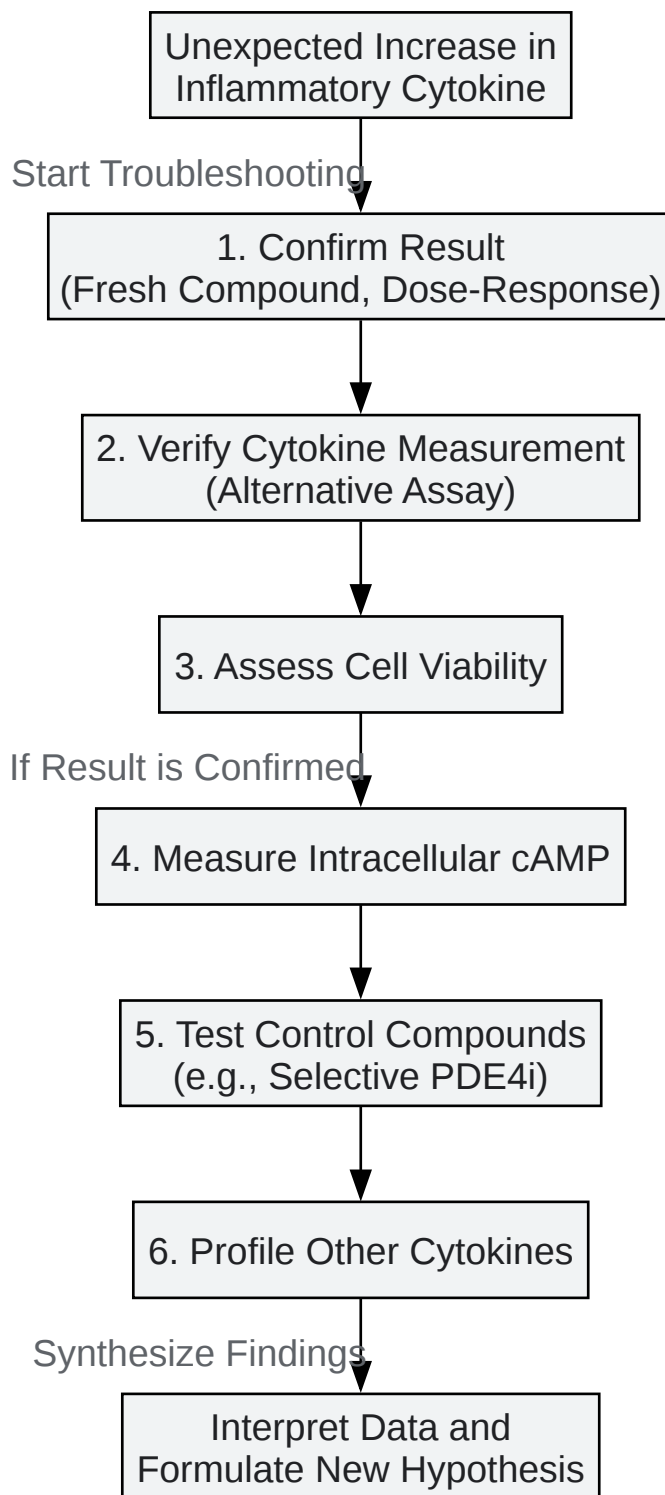 Unexpected Increase in
Inflammatory Cytokine
Start Troubleshooting
1. Confirm Result
(Fresh Compound, Dose-Response)
2. Verify Cytokine Measurement
(Alternative Assay)
3. Assess Cell Viability
If Result is Confirmed
4. Measure Intracellular cAMP
5. Test Control Compounds
(e.g., Selective PDE4i)
6. Profile Other Cytokines
Synthesize Findings
Interpret Data and
Formulate New Hypothesis